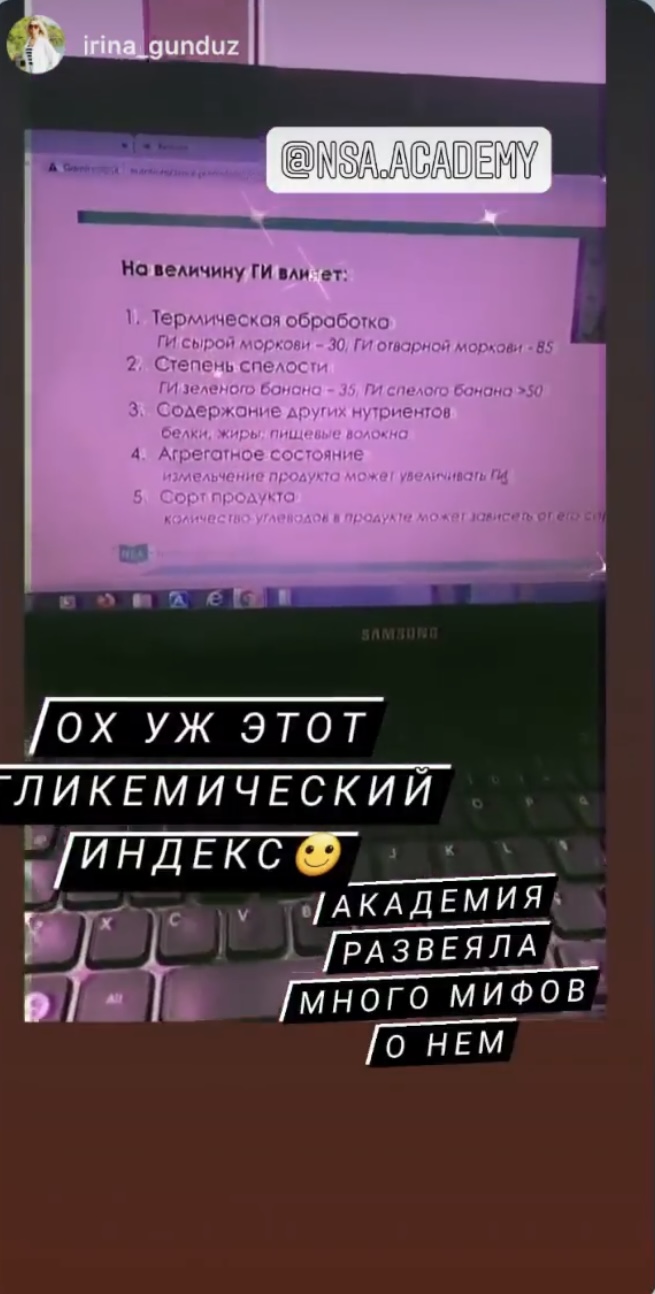 irina_gunduz
@NSA.ACADEMY
На величину ГИ влияет:
1. Термическая обработка
ГИ сырой моркови – 30, ГИ отварной моркови - 85
2. Степень спелости
ГИ зеленого банана – 35, ГИ спелого банана >50
3. Содержание других нутриентов
белки, жиры, пищевые волокна
4. Агрегатное состояние
измельчение продукта может увеличивать ГИ
5. Сорт продукта
количество углеводов в продукте может зависеть от его
NSA
SAMSUNG
ОХ УЖ ЭТОТ
ГЛИКЕМИЧЕСКИЙ
ИНДЕКС
АКАДЕМИЯ
РАЗВЕЯЛА
МНОГО МИФОВ
О НЕМ
O P
J K L
X C V B
Alt